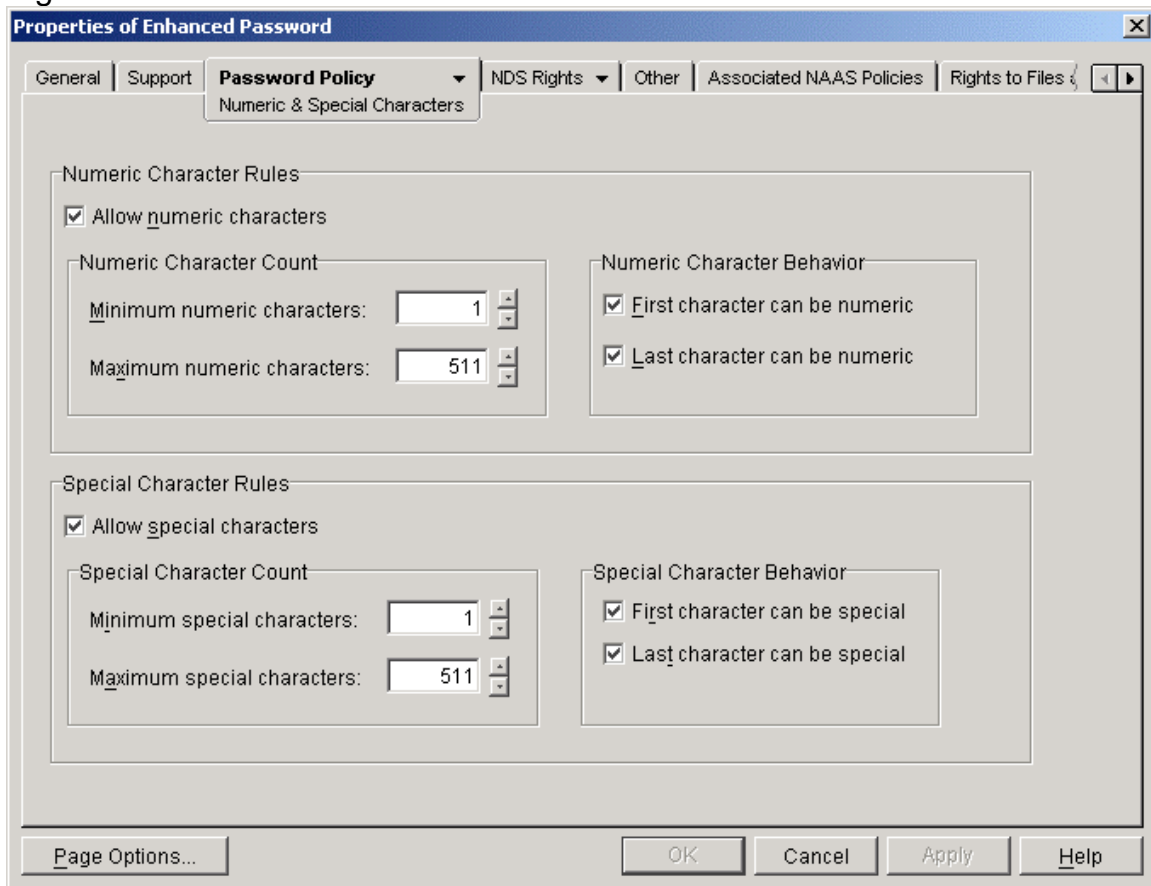 Properties of Enhanced Password
General Support Password Policy NDS Rights Other Associated NAAS Policies Rights to Files
Numeric & Special Characters
Numeric Character Rules
Allow numeric characters
Numeric Character Count
Minimum numeric characters: 1
Maximum numeric characters: 511
Numeric Character Behavior
First character can be numeric
Last character can be numeric
Special Character Rules
Allow special characters
Special Character Count
Minimum special characters: 1
Maximum special characters: 511
Special Character Behavior
First character can be special
Last character can be special
Page Options... OK Cancel Apply Help